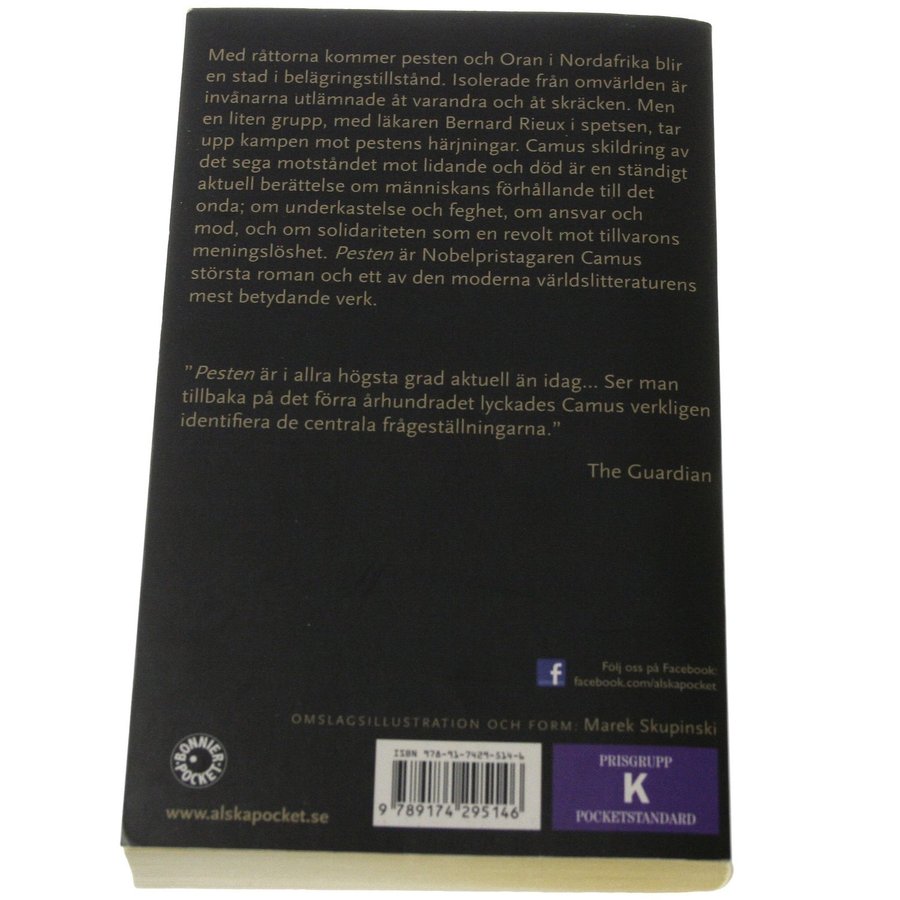 Med råttorna kommer pesten och Oran i Nordafrika blir
en stad i belägringstillstånd. Isolerade från omvärlden är
invånarna utlämnade åt varandra och åt skräcken. Men
en liten grupp, med läkaren Bernard Rieux i spetsen, tar
upp kampen mot pestens härjningar. Camus skildring av
det sega motståndet mot lidande och död är en ständigt
aktuell berättelse om människans förhållande till det
onda; om underkastelse och feghet, om ansvar och
mod, och om solidariteten som en revolt mot tillvarons
meningslöshet. Pesten är Nobelpristagaren Camus
största roman och ett av den moderna världslitteraturens
mest betydande verk.
”Pesten är i allra högsta grad aktuell än idag... Ser man
tillbaka på det förra århundradet lyckades Camus verkligen
identifiera de centrala frågeställningarna.”
The Guardian
f
Följ oss på Facebook:
facebook.com/alskapocket
OMSLAGSILLUSTRATION OCH FORM: Marek Skupinski
BONNIER POCKET
www.alskapocket.se
ISBN 978-91-7429-514-6
9 789174 295146
PRISGRUPP
K
POCKETSTANDARD